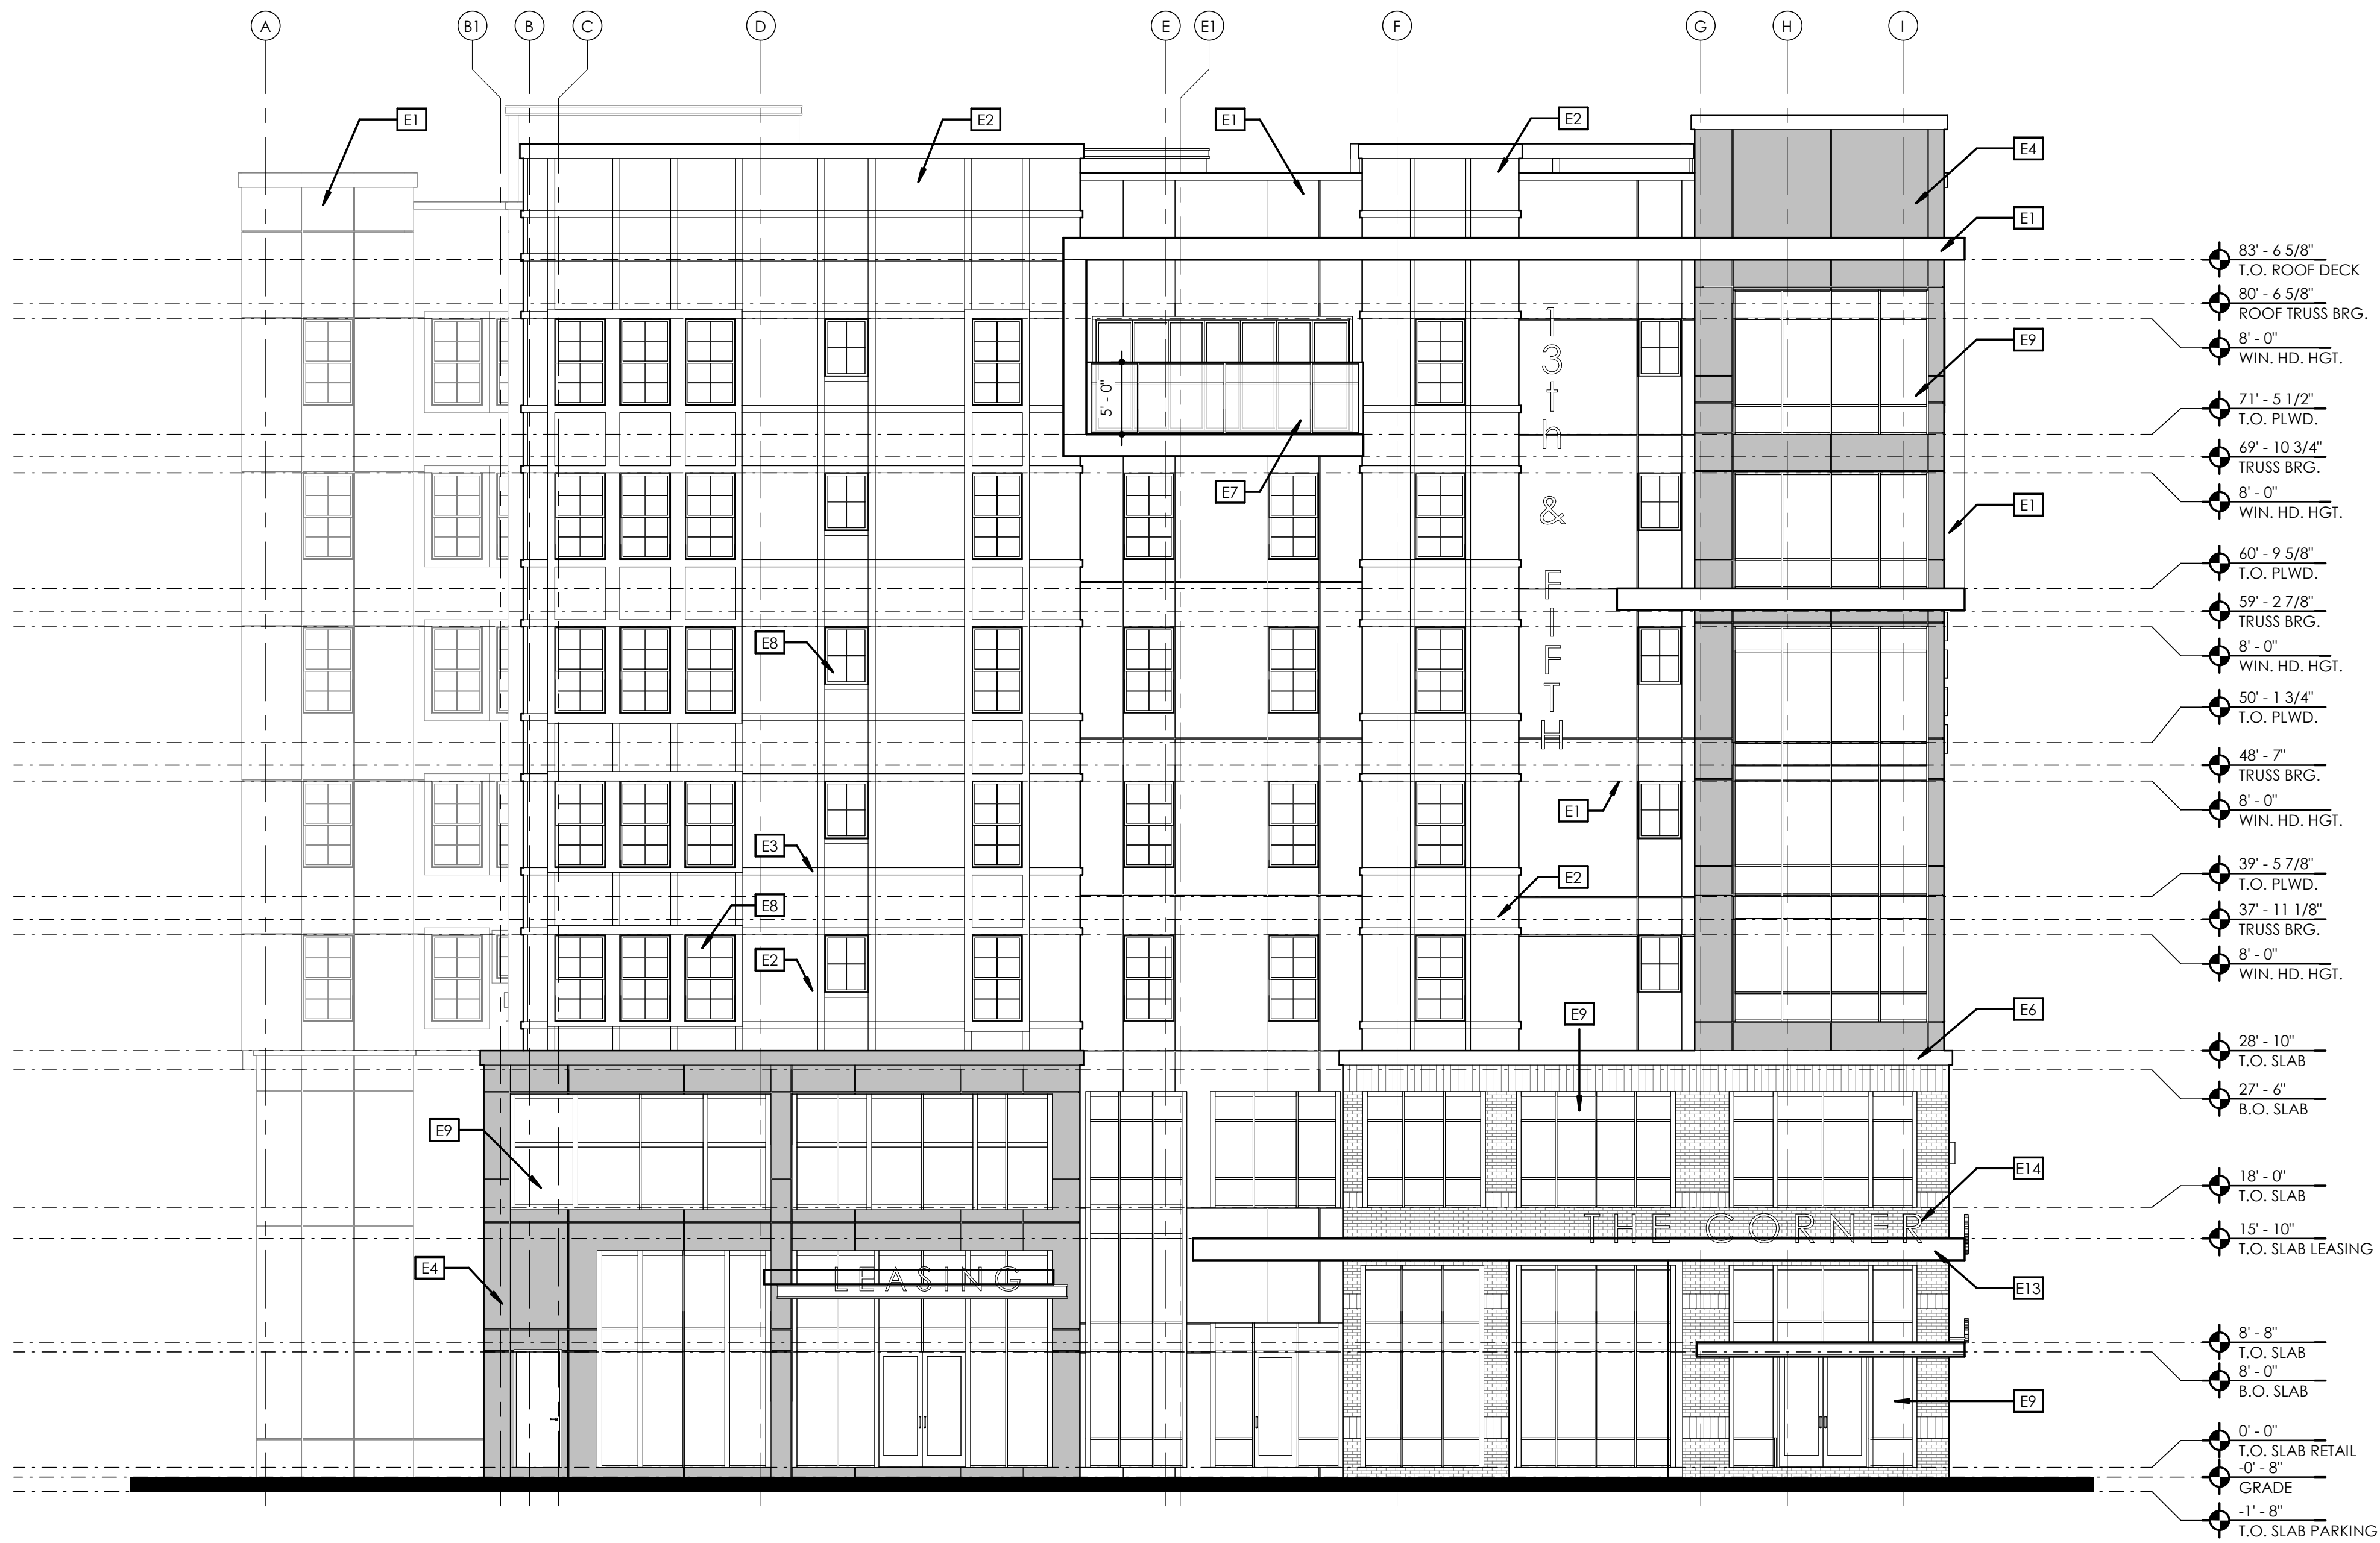 A B1 B C D E E1 F G H I
E1
E2
E1
E2
E4
E1
83' - 6 5/8"
T.O. ROOF DECK
80' - 6 5/8"
ROOF TRUSS BRG.
E9
8' - 0"
WIN. HD. HGT.
5' - 0"
71' - 5 1/2"
T.O. PLWD.
69' - 10 3/4"
TRUSS BRG.
E7
13th & FIFTH
E1
8' - 0"
WIN. HD. HGT.
60' - 9 5/8"
T.O. PLWD.
59' - 2 7/8"
TRUSS BRG.
E8
8' - 0"
WIN. HD. HGT.
50' - 1 3/4"
T.O. PLWD.
48' - 7"
TRUSS BRG.
E1
8' - 0"
WIN. HD. HGT.
E3
39' - 5 7/8"
T.O. PLWD.
E2
E8
37' - 11 1/8"
TRUSS BRG.
E2
8' - 0"
WIN. HD. HGT.
E9
E6
28' - 10"
T.O. SLAB
27' - 6"
B.O. SLAB
E9
E14
18' - 0"
T.O. SLAB
THE CORNER
15' - 10"
T.O. SLAB LEASING
E4
LEASING
E13
8' - 8"
T.O. SLAB
8' - 0"
B.O. SLAB
E9
0' - 0"
T.O. SLAB RETAIL
-0' - 8"
GRADE
-1' - 8"
T.O. SLAB PARKING